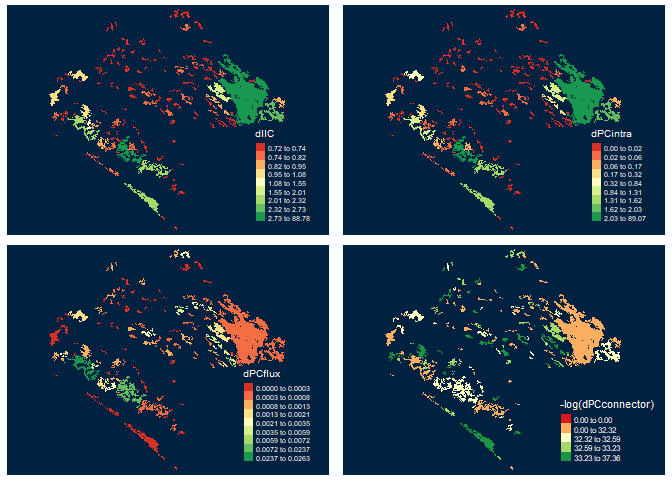 dIIC
0.72 to 0.74
0.74 to 0.82
0.82 to 0.95
0.95 to 1.08
1.08 to 1.55
1.55 to 2.01
2.01 to 2.32
2.32 to 2.73
2.73 to 88.78
dPCintra
0.00 to 0.02
0.02 to 0.06
0.06 to 0.17
0.17 to 0.32
0.32 to 0.84
0.84 to 1.31
1.31 to 1.62
1.62 to 2.03
2.03 to 89.07
dPCflux
0.0000 to 0.0003
0.0003 to 0.0008
0.0008 to 0.0013
0.0013 to 0.0021
0.0021 to 0.0035
0.0035 to 0.0059
0.0059 to 0.0072
0.0072 to 0.0237
0.0237 to 0.0263
-log(dPCconnector)
0.00 to 0.00
0.00 to 32.32
32.32 to 32.59
32.59 to 33.23
33.23 to 37.36